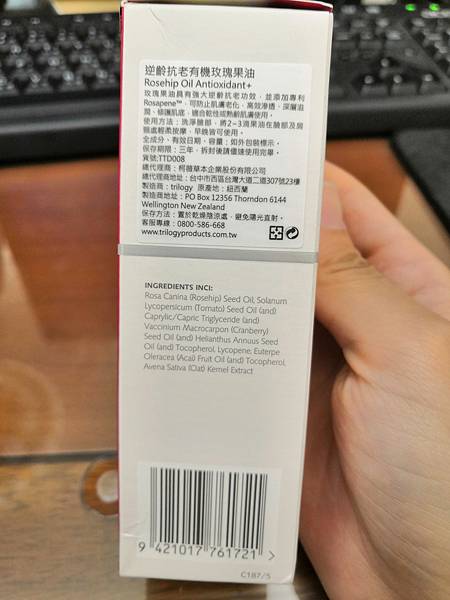 逆齡抗老有機玫瑰果油
Rosehip Oil Antioxidant+
玫瑰果油具有強大逆齡抗老功效，並添加專利
Rosapene™，可防止肌膚老化、高效滲透、深層滋
潤、修護肌底，適合乾性或熟齡肌膚使用。
使用方法：洗淨臉部，將2~3滴果油在臉部及肩
頸處輕柔按摩，早晚皆可使用。
全成分、有效日期、容量：如外包裝標示。
保存期限：三年，拆封後請儘速使用完畢。
貨號:TTD008
總代理商：柯薇草本企業股份有限公司
總代理商地址：台中市西區台灣大道二段307號23樓
製造商：trilogy 原產地：紐西蘭
製造商地址：PO Box 12356 Thorndon 6144
Wellington New Zealand
保存方法：置於乾燥陰涼處，避免陽光直射。
客服專線：0800-586-668
www.trilogyproducts.com.tw
INGREDIENTS INCI:
Rosa Canina (Rosehip) Seed Oil, Solanum
Lycopersicum (Tomato) Seed Oil (and)
Caprylic/Capric Triglyceride (and)
Vaccinium Macrocarpon (Cranberry)
Seed Oil (and) Helianthus Annuus Seed
Oil (and) Tocopherol, Lycopene, Euterpe
Oleracea (Acai) Fruit Oil (and) Tocopherol,
Avena Sativa (Oat) Kernel Extract
9 421017 761721 >
C187/5